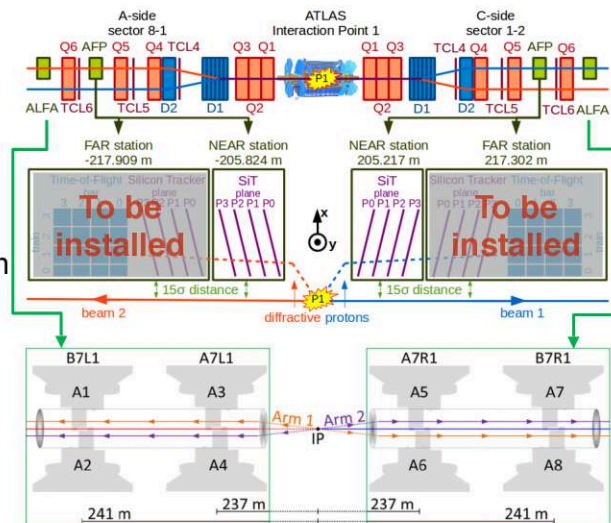 A-side ATLAS C-side
sector 8-1 Interaction Point 1 sector 1-2
Q6 AFP Q5 Q4 TCL4 Q3 Q1 Q1 Q3 TCL4 Q4 Q5 AFP Q6
P1
ALFA TCL6 TCL5 D2 D1 Q2 Q2 D1 D2 TCL5 TCL6 ALFA
FAR station NEAR station NEAR station FAR station
-217.909 m -205.824 m 205.217 m 217.302 m
Time-of-Flight Silicon Tracker SiT SiT Silicon Tracker Time-of-Flight
bar plane plane plane plane bar
P3 P2 P1 P0 P0 P1 P2 P3
To be To be
installed installed
train train
x
y
n
15σ distance P1 15σ distance
beam 2 diffractive protons beam 1
B7L1 A7L1 A7R1 B7R1
A1 A3 A5 A7
Arm 1 Arm 2
IP
A2 A4 A6 A8
237 m 237 m
241 m 241 m